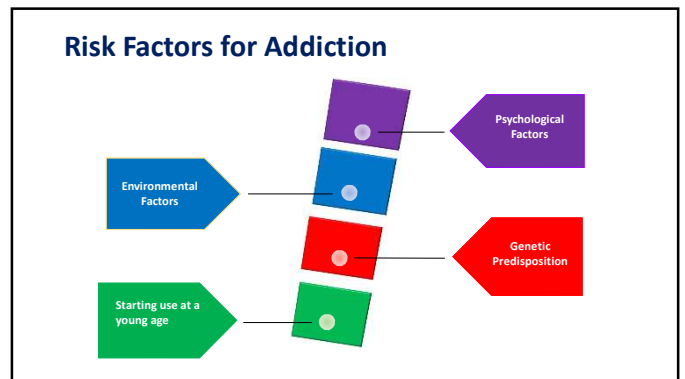 Risk Factors for Addiction
Psychological
Factors
Environmental
Factors
Genetic
Predisposition
Starting use at a
young age